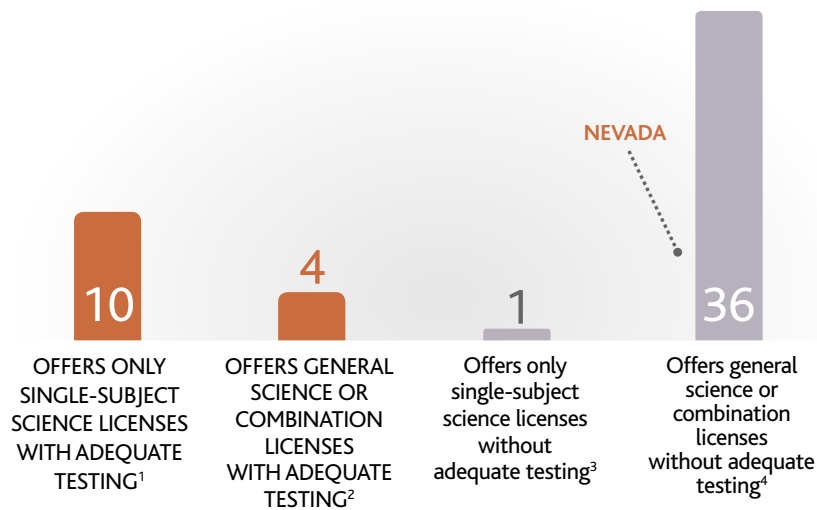 NEVADA
10
4
1
36
OFFERS ONLY
SINGLE-SUBJECT
SCIENCE LICENSES
WITH ADEQUATE
TESTING¹
OFFERS GENERAL
SCIENCE OR
COMBINATION
LICENSES
WITH ADEQUATE
TESTING²
Offers only
single-subject
science licenses
without
adequate testing³
Offers general
science or
combination
licenses
without adequate
testing⁴